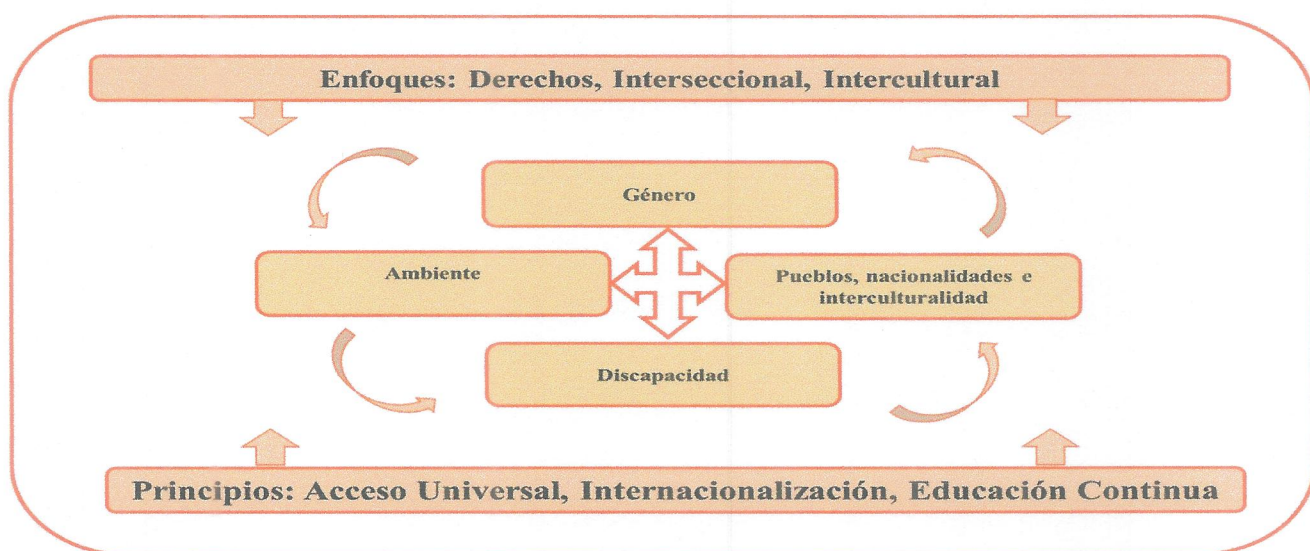 Enfoques: Derechos, Interseccional, Intercultural
Género
Ambiente
Pueblos, nacionalidades e
interculturalidad
Discapacidad
Principios: Acceso Universal, Internacionalización, Educación Continua